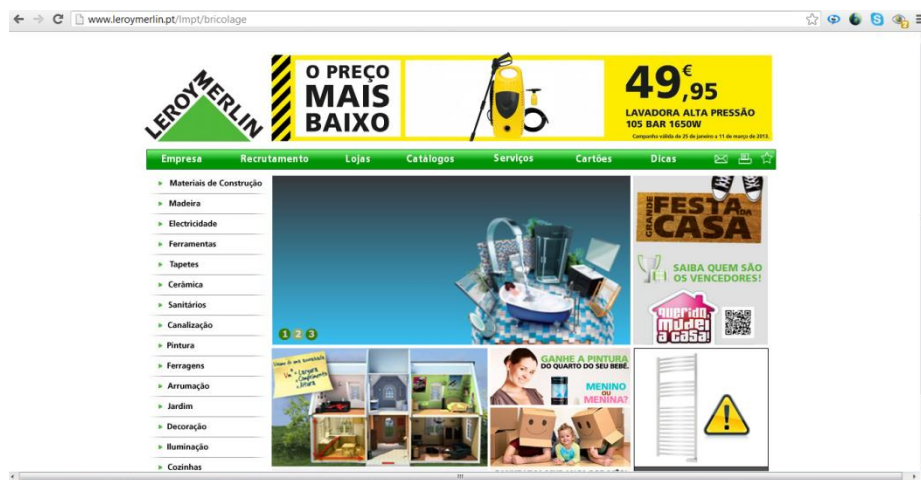 www.leroymerlin.pt/lmpt/bricolage
LEROY MERLIN
O PREÇO
MAIS
BAIXO
49,95€
LAVADORA ALTA PRESSÃO
105 BAR 1650W
Campanha válida de 25 de janeiro a 11 de março de 2013.
Empresa Recrutamento Lojas Catálogos Serviços Cartões Dicas
Materiais de Construção
Madeira
Electricidade
Ferramentas
Tapetes
Cerâmica
Sanitários
Canalização
Pintura
Ferragens
Arrumação
Jardim
Decoração
Iluminação
Cozinhas
1 2 3
GRANDE
FESTA DA
CASA
SAIBA QUEM SÃO
OS VENCEDORES!
querido,
mudei
a casa!
Largura
Comprimento
Altura
GANHE A PINTURA
DO QUARTO DO SEU BEBÉ.
MENINO
OU
MENINA?